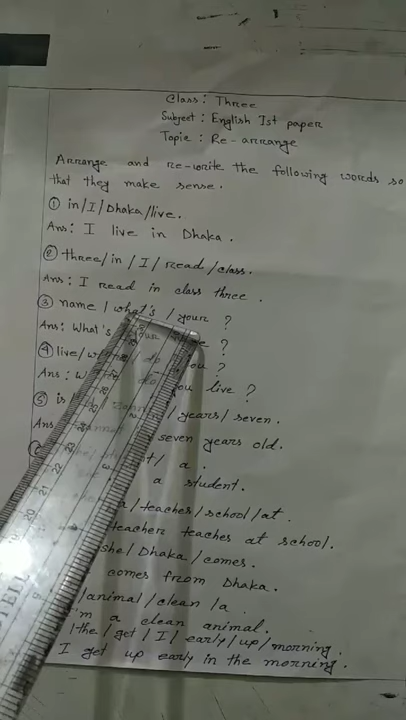 Class: Three
Subject: English 1st paper
Topic: Re-arrange
Arrange and re-write the following words so
that they make sense.
① in/I/Dhaka/live.
Ans: I live in Dhaka.
② three/in/I/read/class.
Ans: I read in class three.
③ name/what's/your ?
Ans: What's ?
④ live/ ?
Ans: you live ?
⑤ is /years/seven.
Ans: seven years old.
/a.
a student.
/teaches/school/at.
teacher teaches at school.
she/Dhaka/comes.
comes from Dhaka.
/animal/clean/a.
I'm a clean animal.
/the/get/I/early/up/morning.
I get up early in the morning.